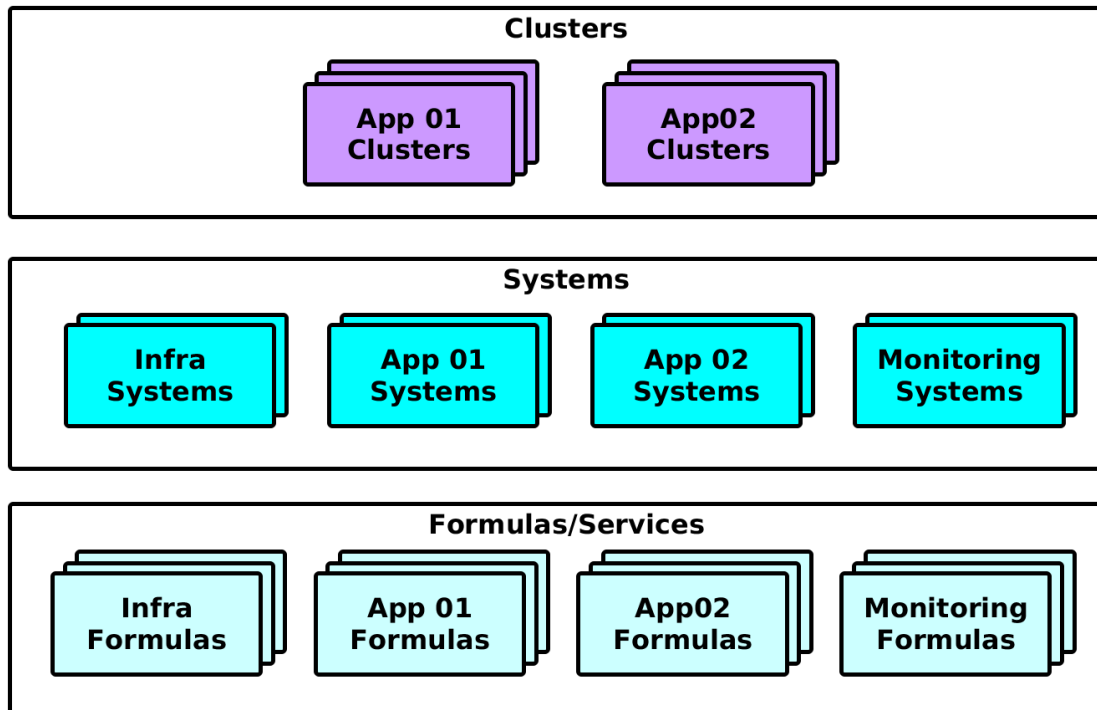 Clusters
App 01
Clusters
App02
Clusters
Systems
Infra
Systems
App 01
Systems
App 02
Systems
Monitoring
Systems
Formulas/Services
Infra
Formulas
App 01
Formulas
App02
Formulas
Monitoring
Formulas